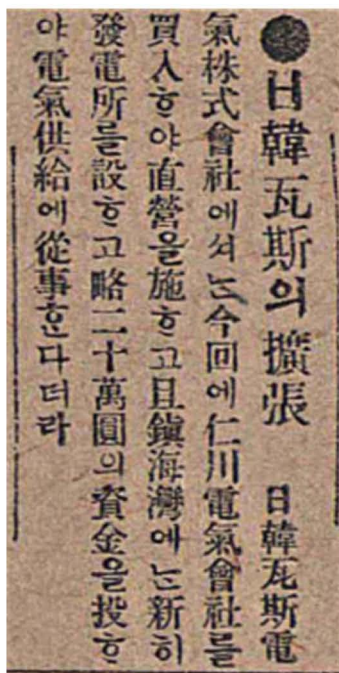 ●日韓瓦斯의擴張 日韓瓦斯電
氣株式會社에셔ᄂᆞᆫ今回에仁川電氣會社를
買入ᄒᆞ야直營을施ᄒᆞ고且鎭海灣에ᄂᆞᆫ新히
發電所를設ᄒᆞ고略二十萬圓의資金을投ᄒᆞ
야電氣供給에從事ᄒᆞᆫ다더라